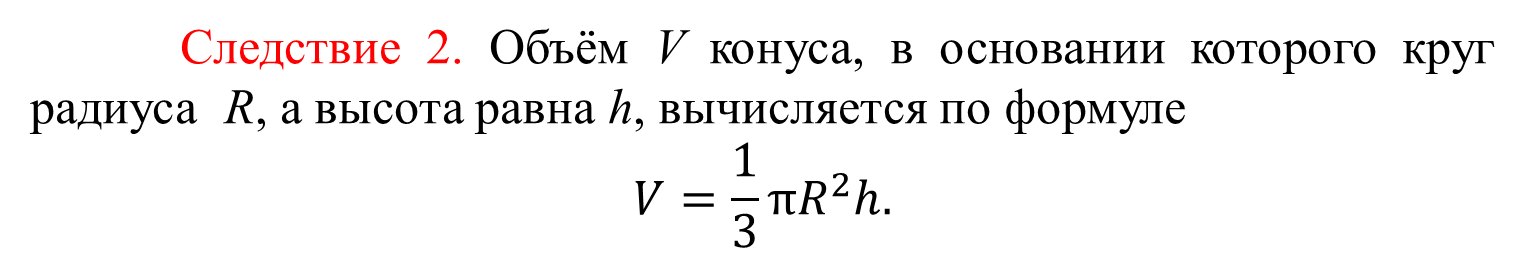 Следствие 2. Объём V конуса, в основании которого круг
радиуса R, а высота равна h, вычисляется по формуле
V = 1/3 πR²h.